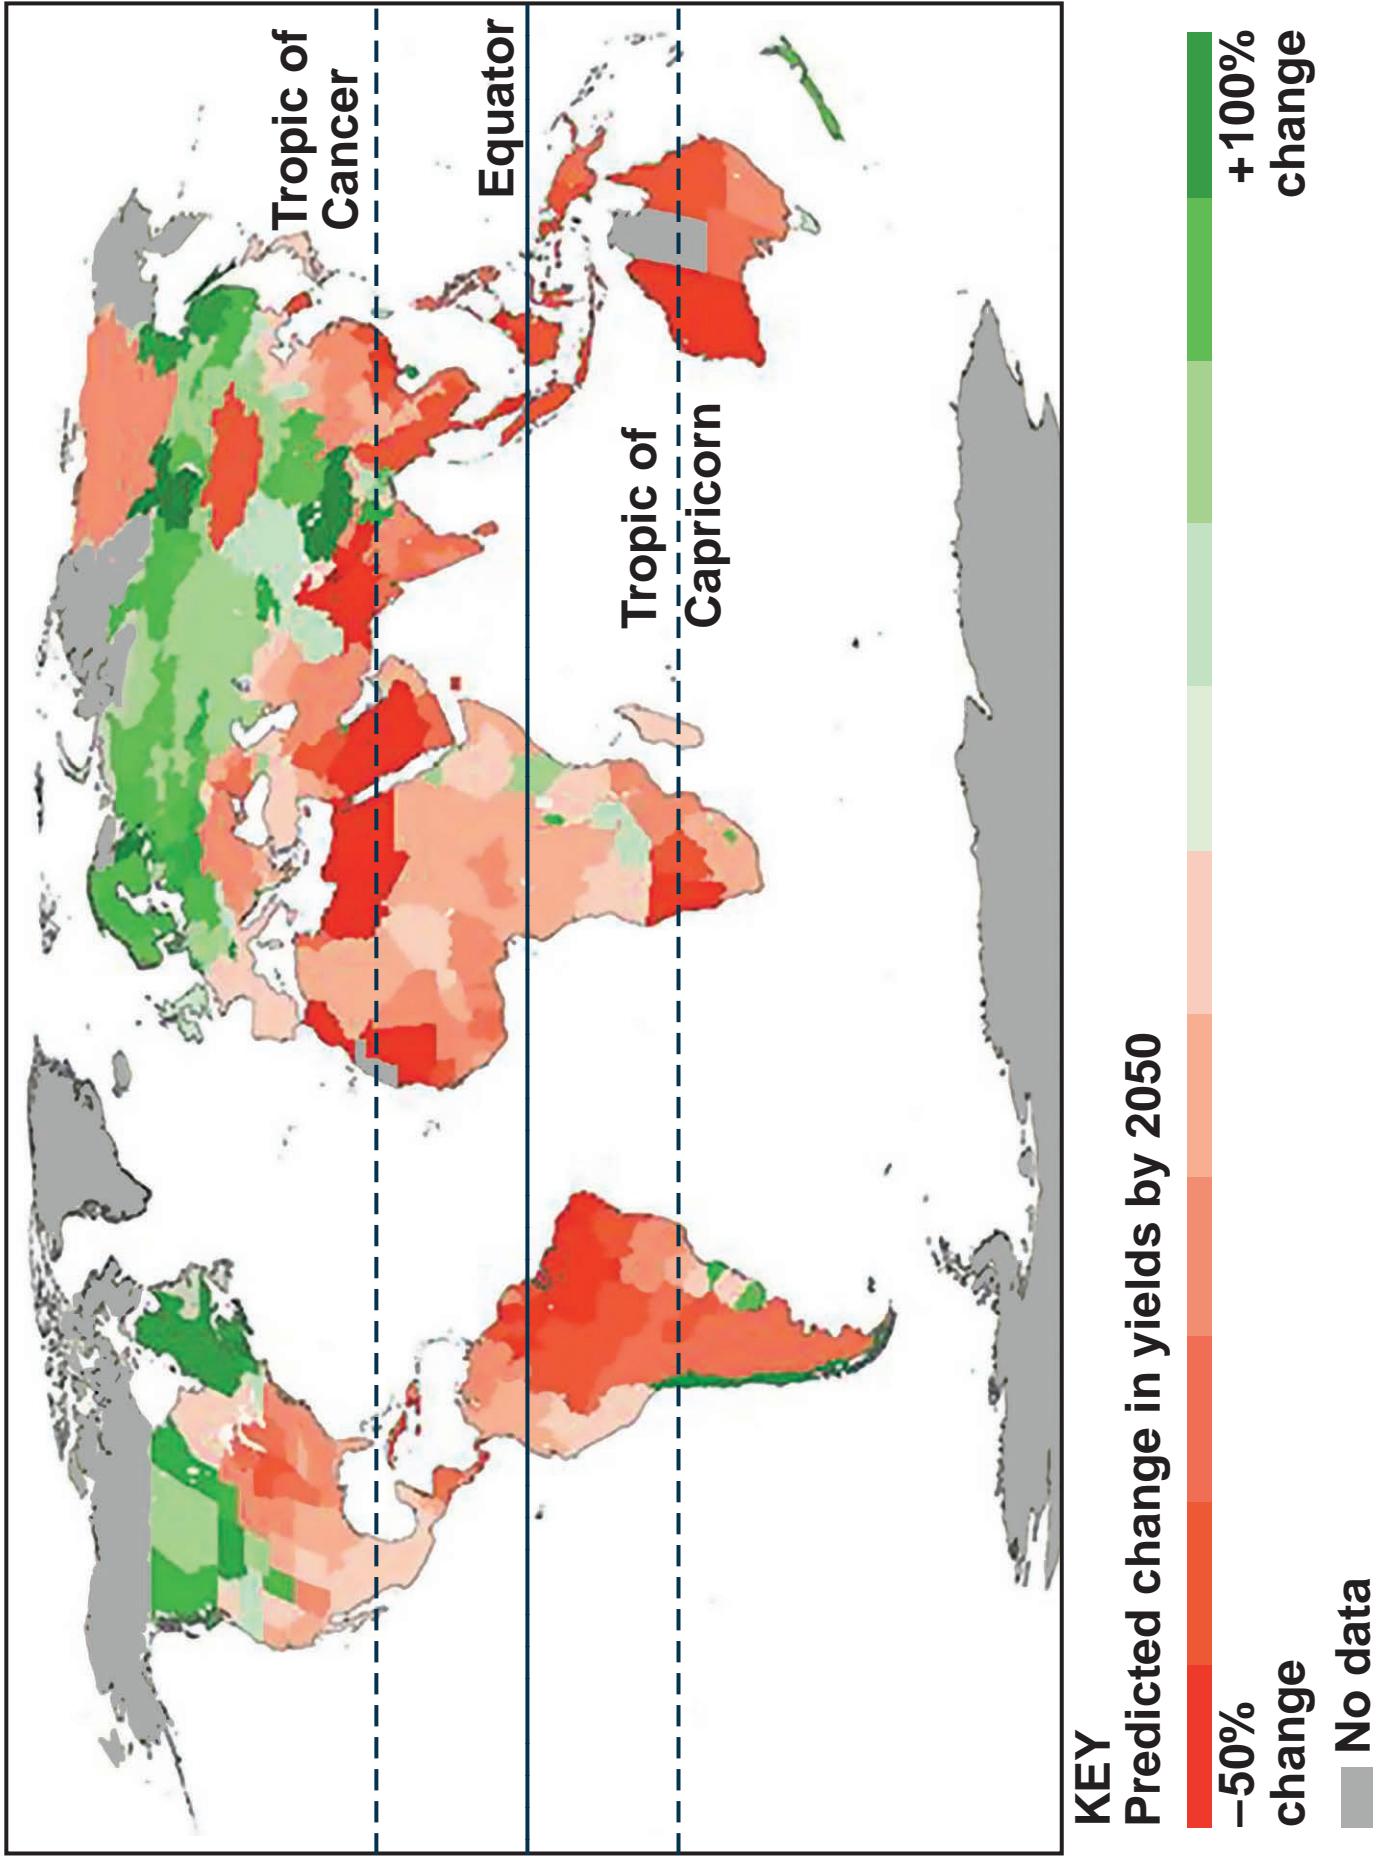 Tropic of
Cancer
Equator
Tropic of
Capricorn
KEY
Predicted change in yields by 2050
–50%
change
+100%
change
No data